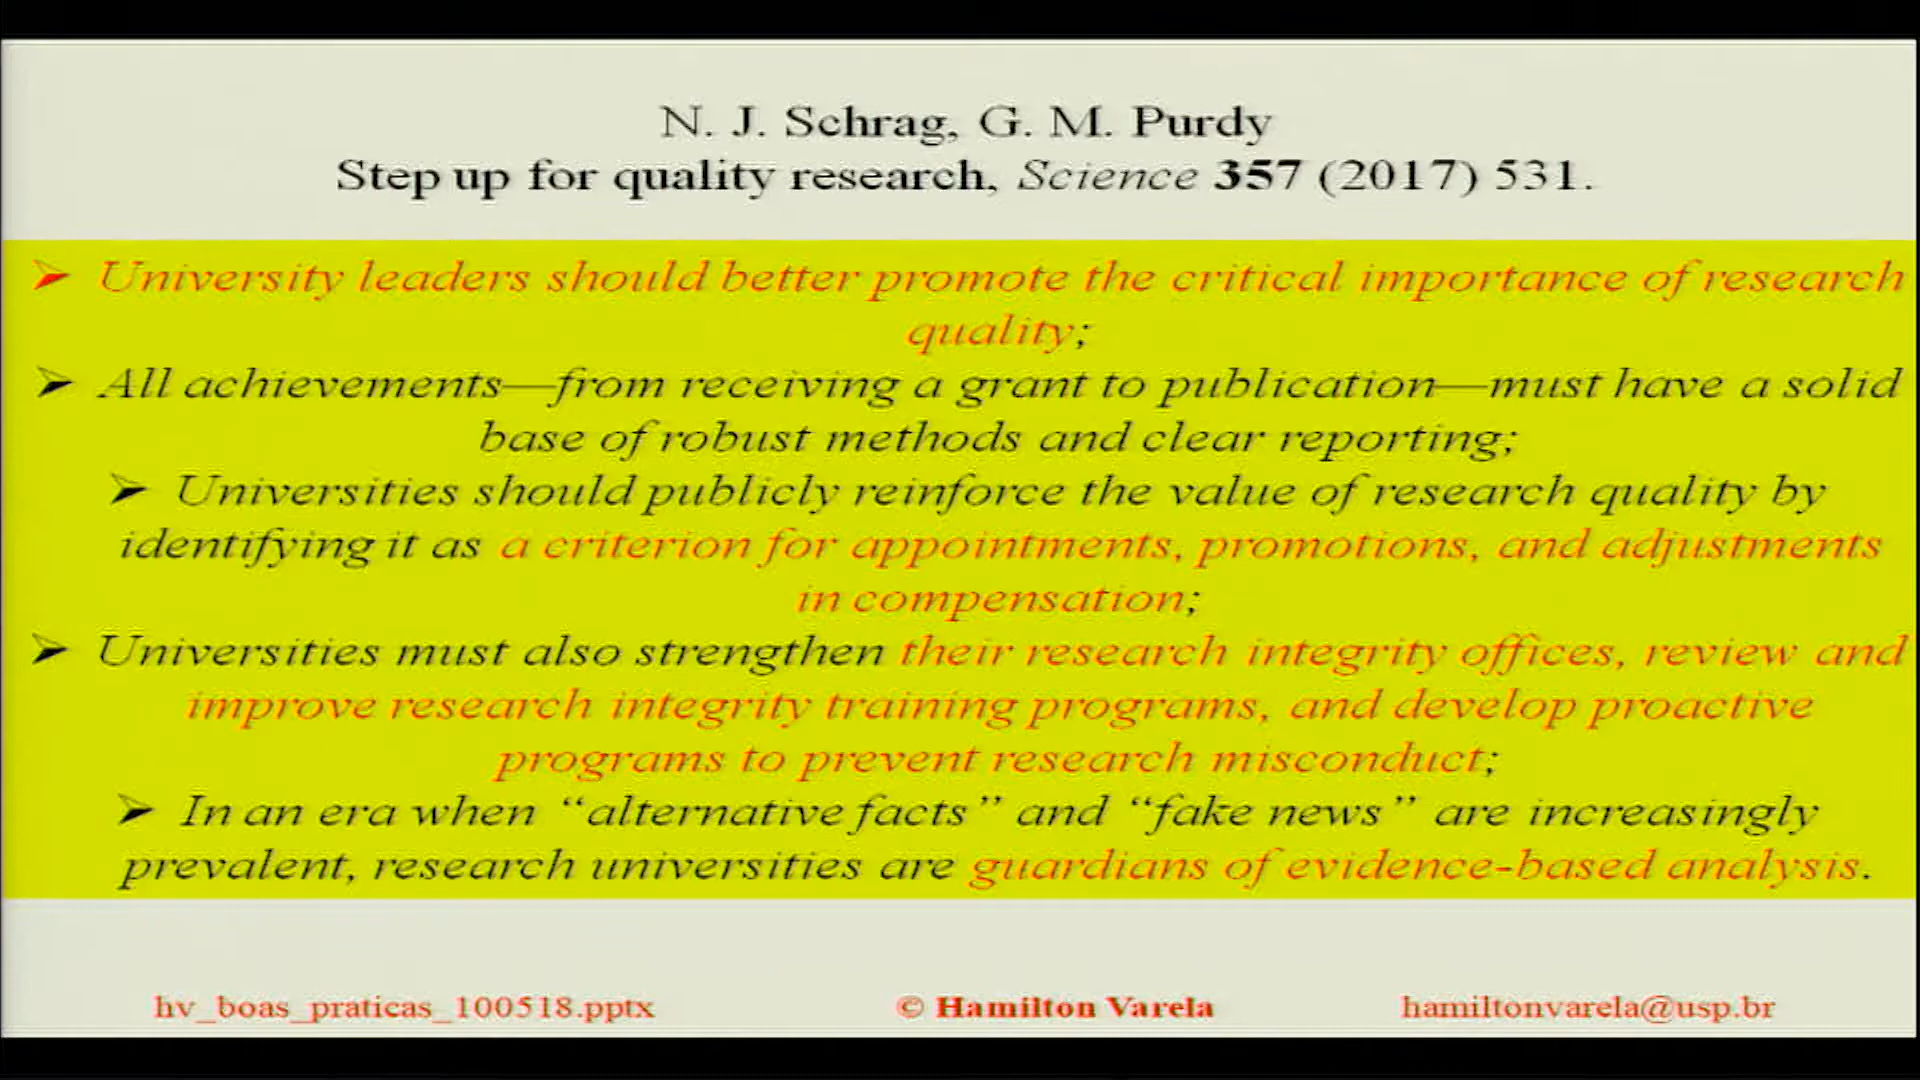 N. J. Schrag, G. M. Purdy
Step up for quality research, Science 357 (2017) 531.
➤ University leaders should better promote the critical importance of research
quality;
➤ All achievements—from receiving a grant to publication—must have a solid
base of robust methods and clear reporting;
➤ Universities should publicly reinforce the value of research quality by
identifying it as a criterion for appointments, promotions, and adjustments
in compensation;
➤ Universities must also strengthen their research integrity offices, review and
improve research integrity training programs, and develop proactive
programs to prevent research misconduct;
➤ In an era when “alternative facts” and “fake news” are increasingly
prevalent, research universities are guardians of evidence-based analysis.
hv_boas_praticas_100518.pptx © Hamilton Varela hamiltonvarela@usp.br